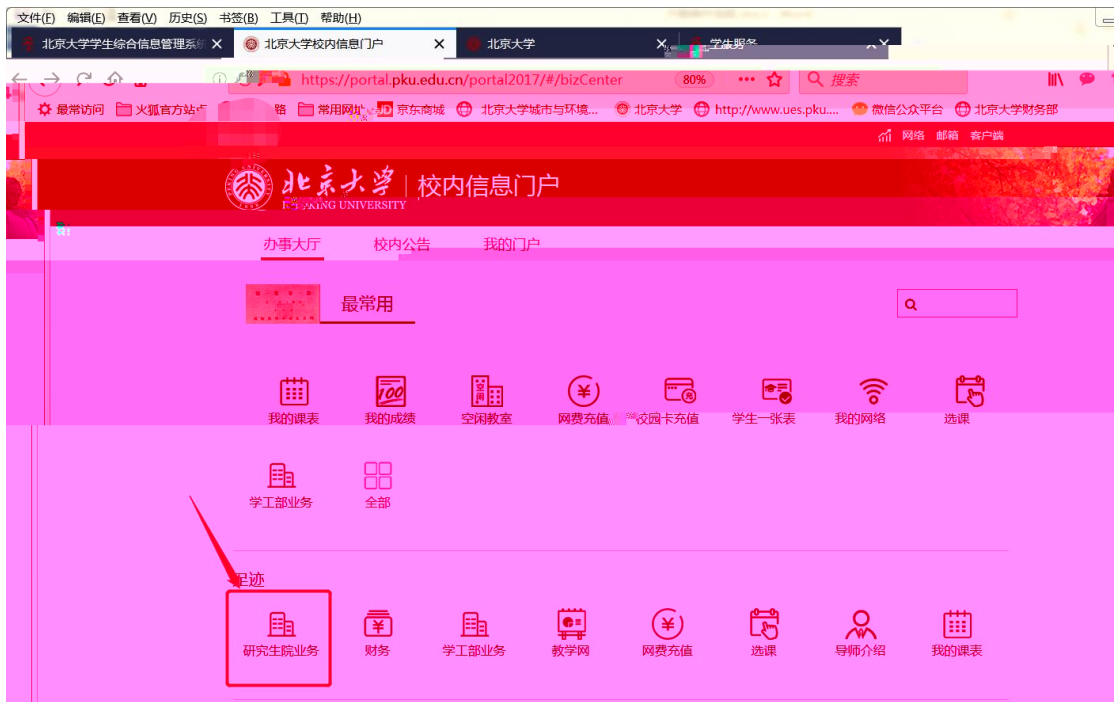 文件(F) 编辑(E) 查看(V) 历史(S) 书签(B) 工具(T) 帮助(H)
北京大学学生综合信息管理系统 北京大学校内信息门户 北京大学 学生服务
https://portal.pku.edu.cn/portal2017/#/bizCenter 80% 搜索
最常访问 火狐官方站点 常用网址 JD 京东商城 北京大学城市与环境... 北京大学 http://www.ues.pku.... 微信公众平台 北京大学财务部
网络 邮箱 客户端
北京大学 校内信息门户
PEKING UNIVERSITY
办事大厅 校内公告 我的门户
最常用
我的课表 我的成绩 空闲教室 网费充值 校园卡充值 学生一张表 我的网络 选课
学工部业务 全部
足迹
研究生院业务 财务 学工部业务 教学网 网费充值 选课 导师介绍 我的课表